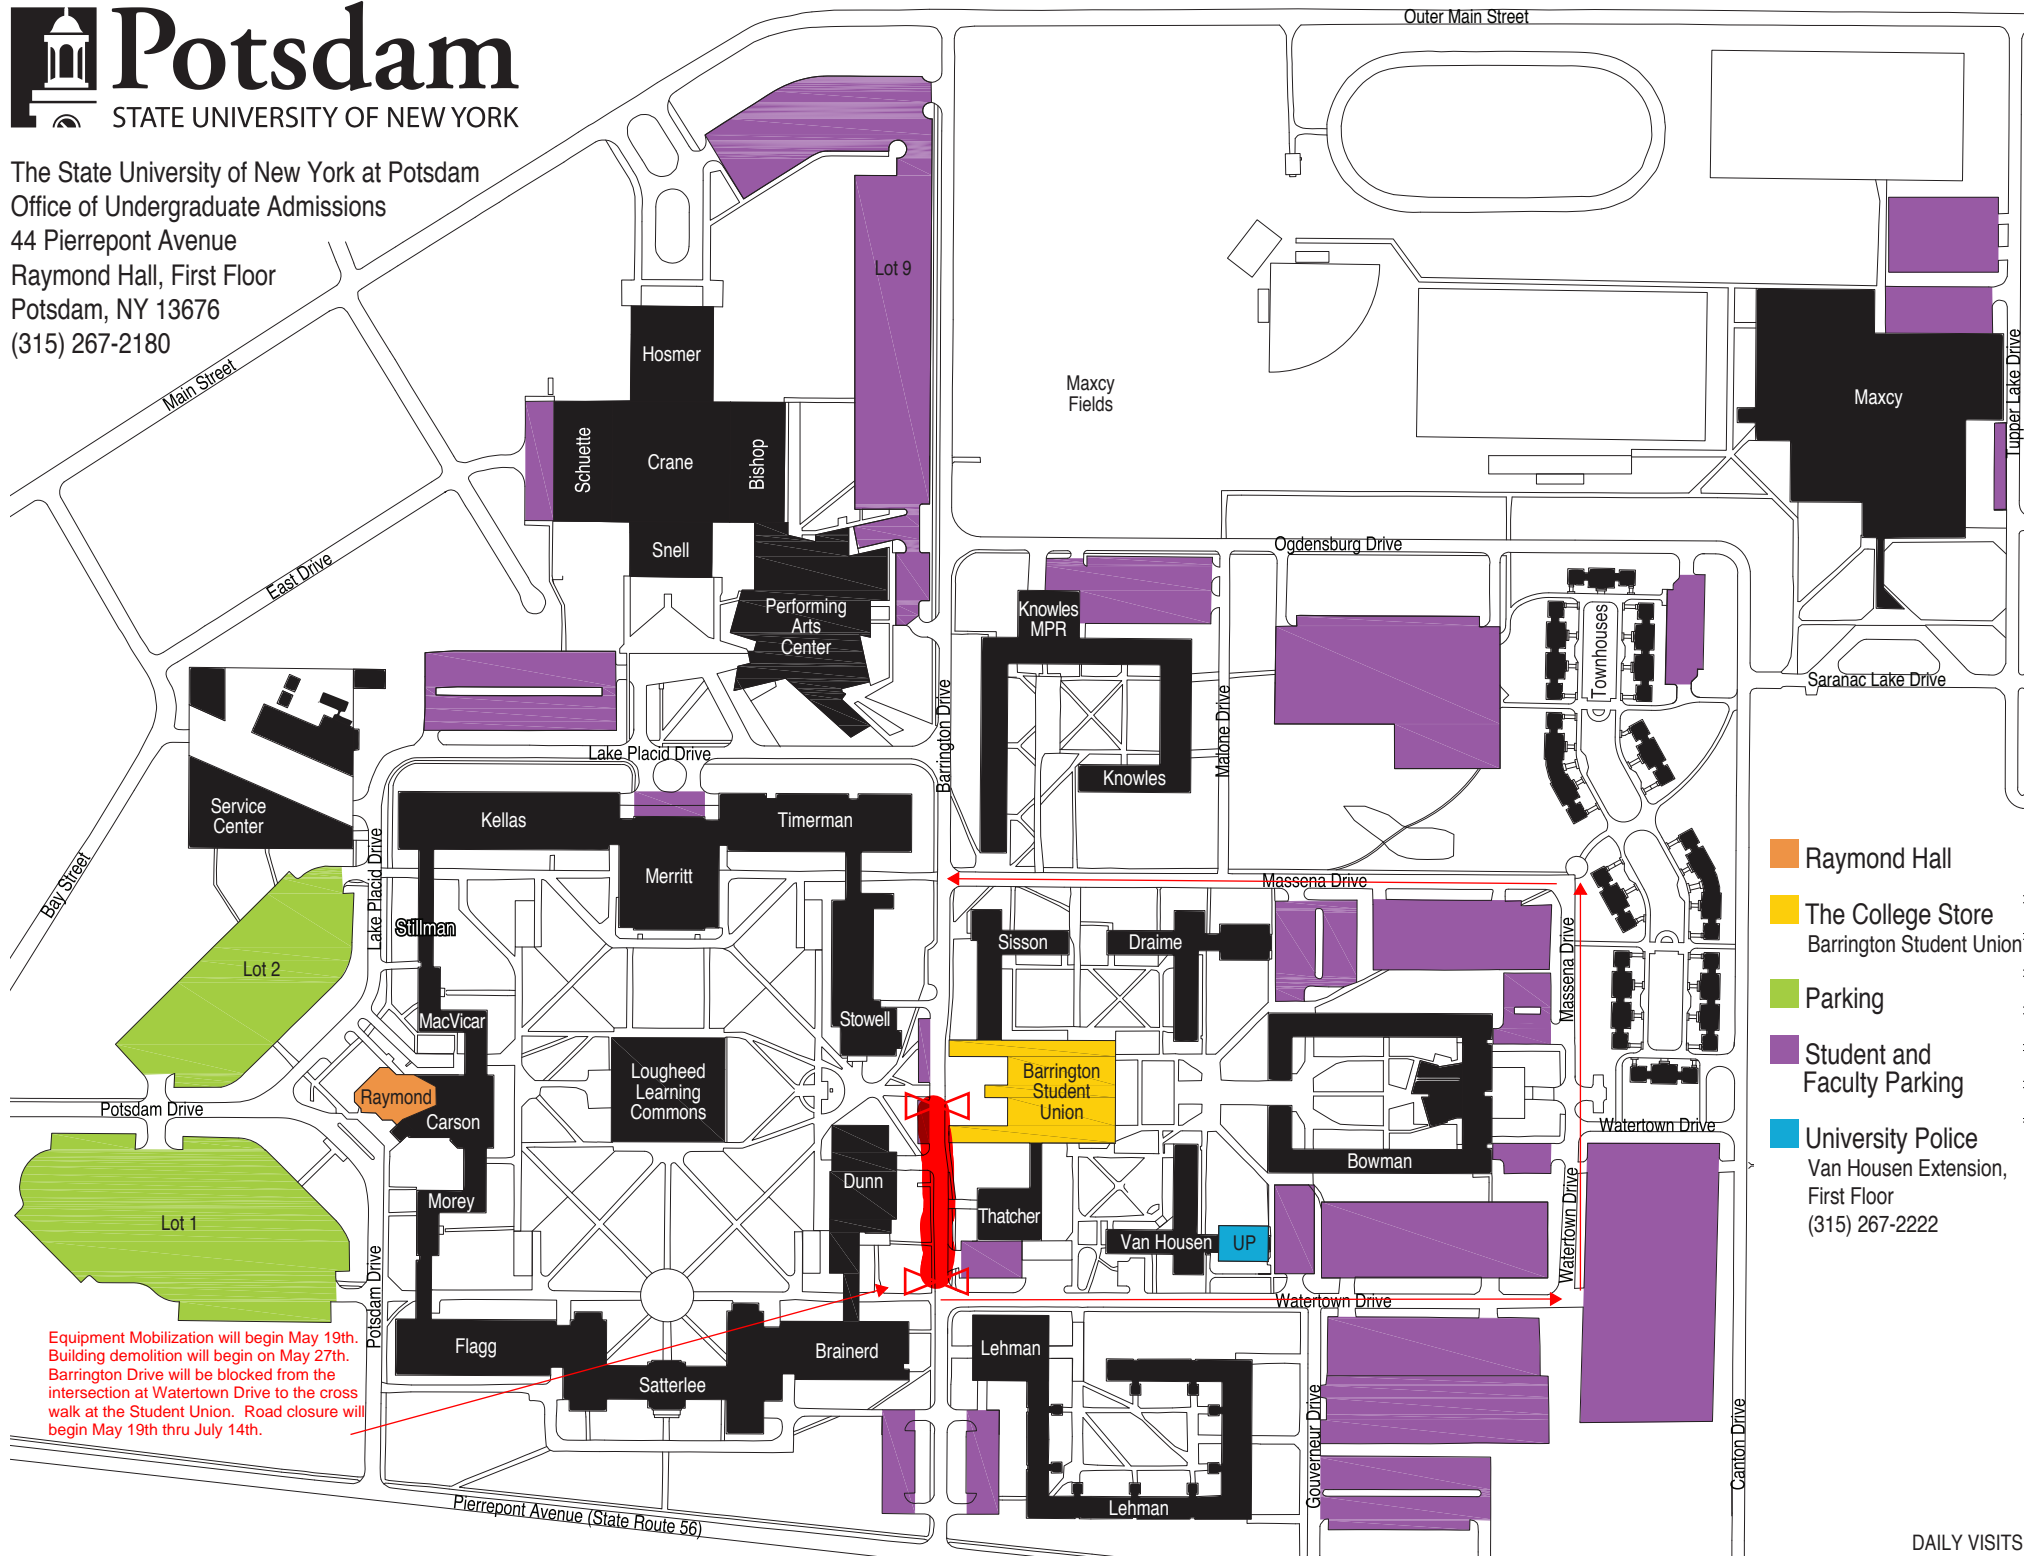 Potsdam
STATE UNIVERSITY OF NEW YORK
The State University of New York at Potsdam
Office of Undergraduate Admissions
44 Pierrepont Avenue
Raymond Hall, First Floor
Potsdam, NY 13676
(315) 267-2180
Outer Main Street
Main Street
East Drive
Bay Street
Lot 9
Hosmer
Schuette
Crane
Bishop
Snell
Performing
Arts
Center
Maxcy
Fields
Maxcy
Tupper Lake Drive
Ogdensburg Drive
Knowles
MPR
Knowles
Townhouses
Saranac Lake Drive
Barrington Drive
Malone Drive
Lake Placid Drive
Service
Center
Kellas
Timerman
Merritt
Lake Placid Drive
Stillman
Lot 2
MacVicar
Stowell
Massena Drive
Sisson
Draime
Massena Drive
Lougheed
Learning
Commons
Barrington
Student
Union
Raymond
Carson
Potsdam Drive
Watertown Drive
Bowman
Dunn
Morey
Thatcher
Van Housen
UP
Watertown Drive
Lot 1
Potsdam Drive
Watertown Drive
Flagg
Satterlee
Brainerd
Lehman
Lehman
Gouverneur Drive
Canton Drive
Pierrepont Avenue (State Route 56)
Raymond Hall
The College Store
Barrington Student Union
Parking
Student and
Faculty Parking
University Police
Van Housen Extension,
First Floor
(315) 267-2222
Equipment Mobilization will begin May 19th.
Building demolition will begin on May 27th.
Barrington Drive will be blocked from the
intersection at Watertown Drive to the cross
walk at the Student Union.  Road closure will
begin May 19th thru July 14th.
DAILY VISITS